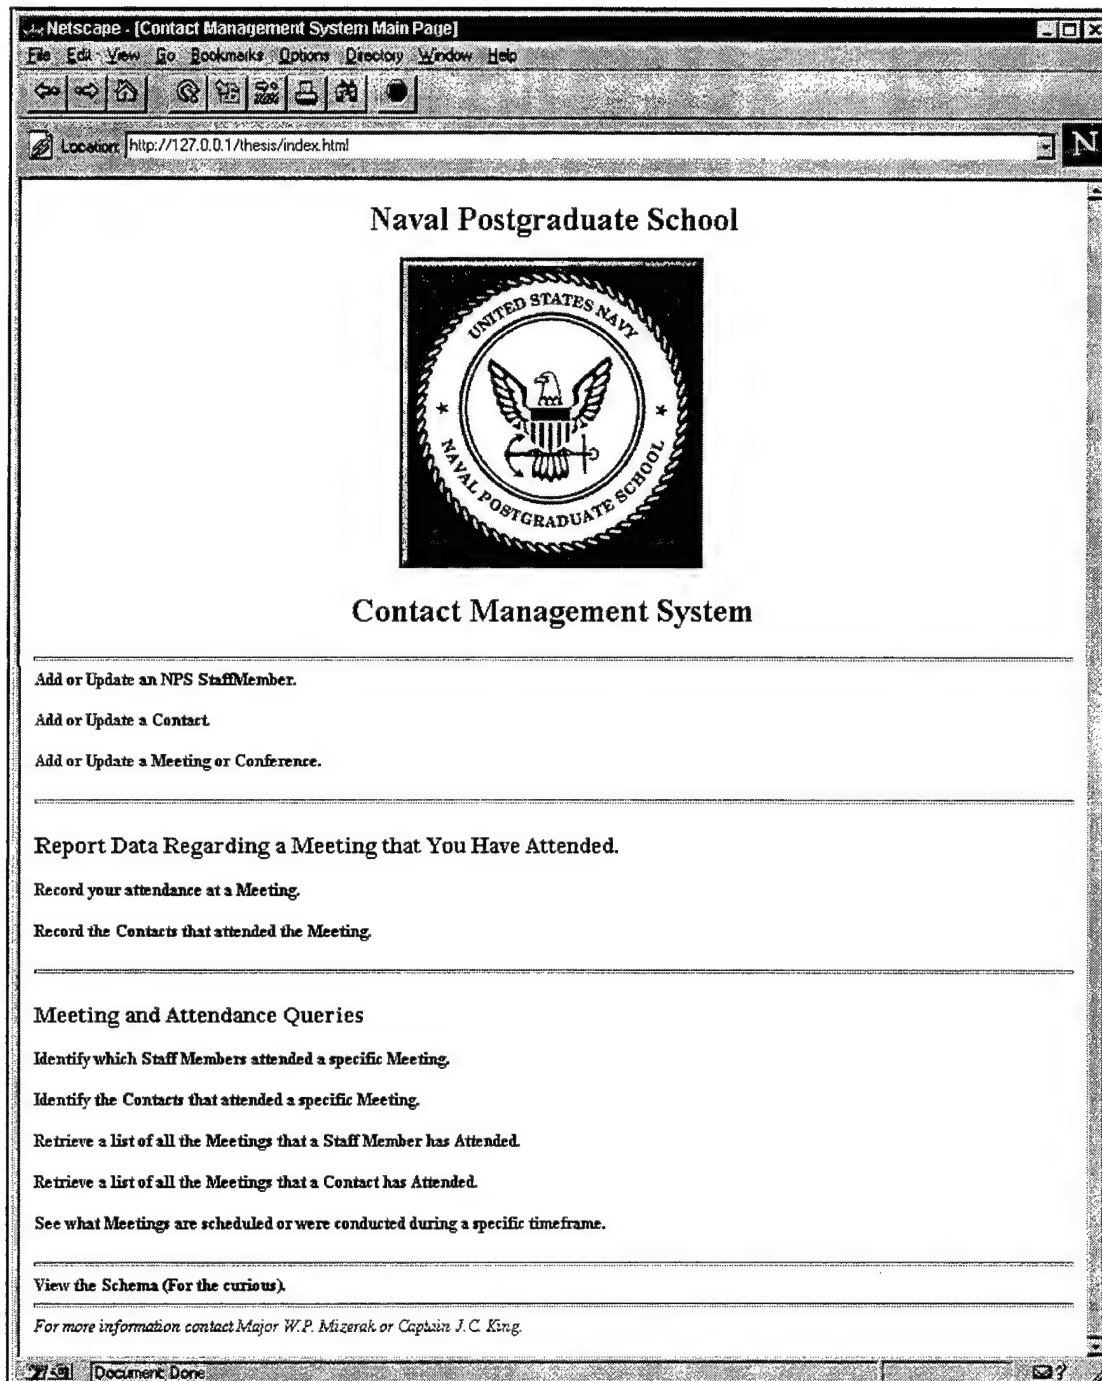 Netscape - [Contact Management System Main Page]
File Edit View Go Bookmarks Options Directory Window Help
Location: http://127.0.0.1/thesis/index.html
N
Naval Postgraduate School
UNITED STATES NAVY
NAVAL POSTGRADUATE SCHOOL
Contact Management System
Add or Update an NPS StaffMember.
Add or Update a Contact.
Add or Update a Meeting or Conference.
Report Data Regarding a Meeting that You Have Attended.
Record your attendance at a Meeting.
Record the Contacts that attended the Meeting.
Meeting and Attendance Queries
Identify which Staff Members attended a specific Meeting.
Identify the Contacts that attended a specific Meeting.
Retrieve a list of all the Meetings that a Staff Member has Attended.
Retrieve a list of all the Meetings that a Contact has Attended.
See what Meetings are scheduled or were conducted during a specific timeframe.
View the Schema (For the curious).
For more information contact Major W.P. Mizerak or Captain J.C. King.
Document: Done